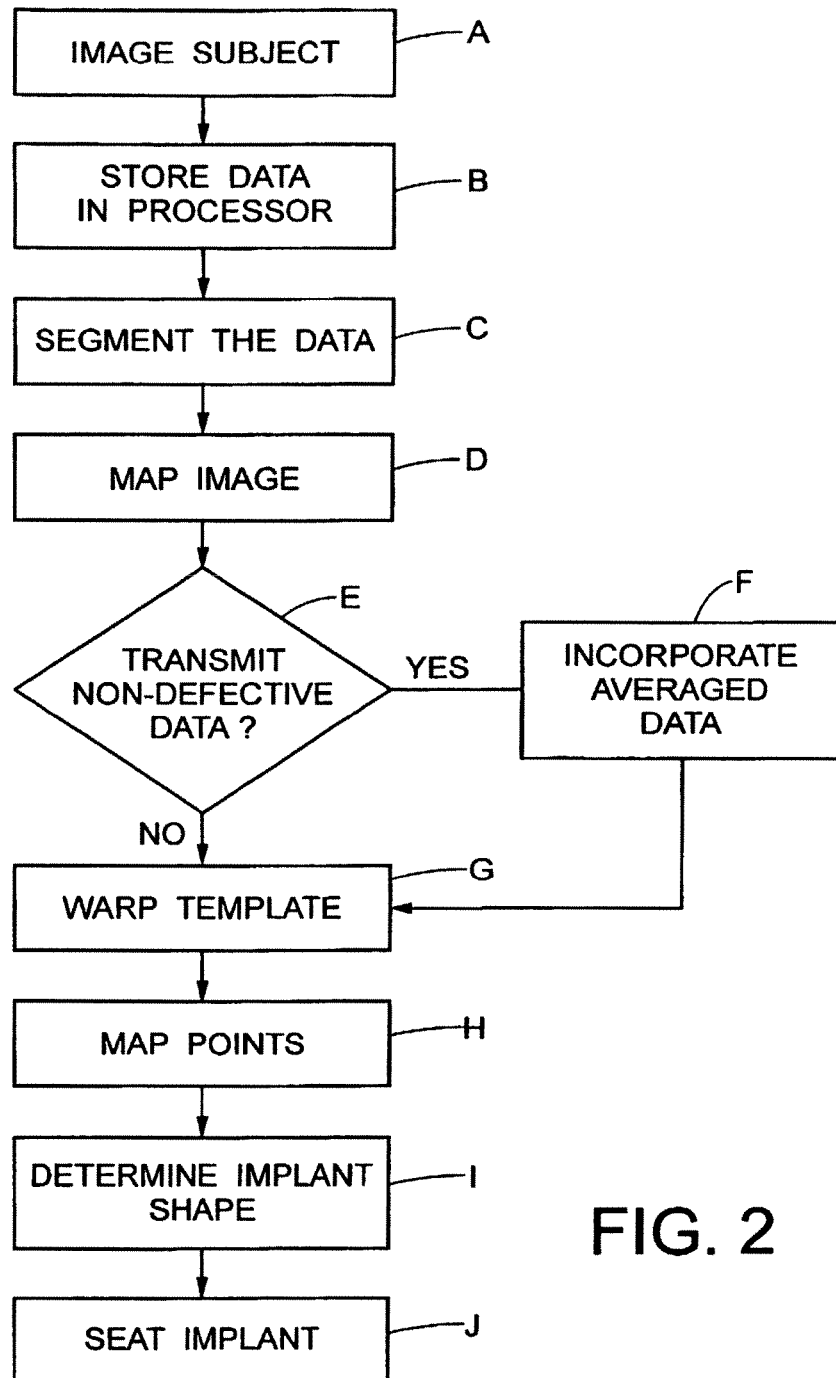 IMAGE SUBJECT
A
STORE DATA
IN PROCESSOR
B
SEGMENT THE DATA
C
MAP IMAGE
D
TRANSMIT
NON-DEFECTIVE
DATA ?
E
YES
INCORPORATE
AVERAGED
DATA
F
NO
WARP TEMPLATE
G
MAP POINTS
H
DETERMINE IMPLANT
SHAPE
I
SEAT IMPLANT
J
FIG. 2